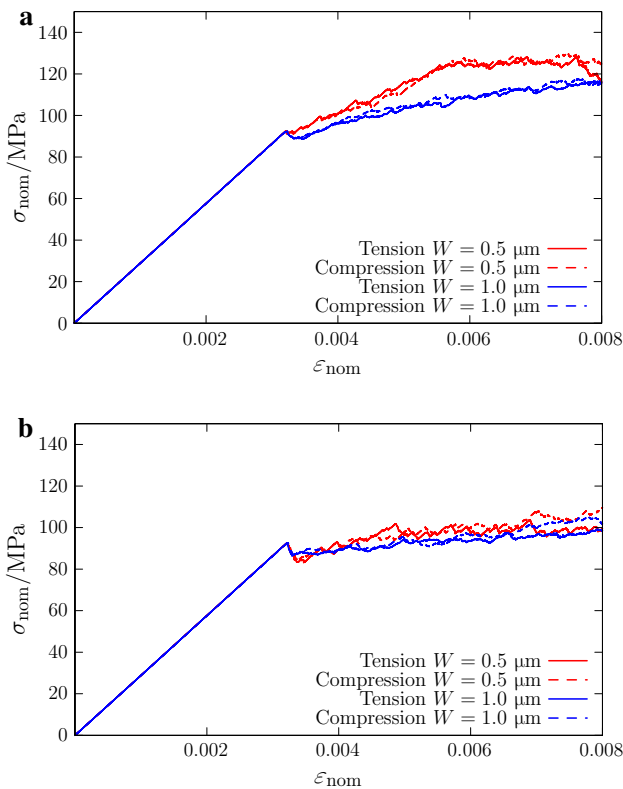 a
140
120
100
80
60
40
20
0
σnom/MPa
Tension W = 0.5 μm
Compression W = 0.5 μm
Tension W = 1.0 μm
Compression W = 1.0 μm
0.002 0.004 0.006 0.008
εnom
b
140
120
100
80
60
40
20
0
σnom/MPa
Tension W = 0.5 μm
Compression W = 0.5 μm
Tension W = 1.0 μm
Compression W = 1.0 μm
0.002 0.004 0.006 0.008
εnom